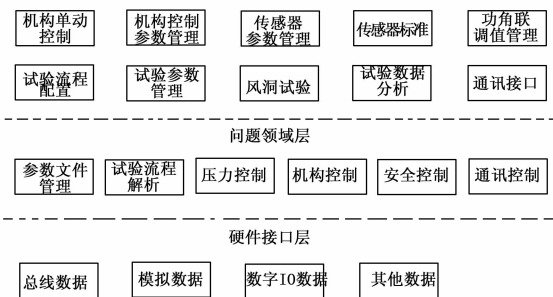 机构单动
控制
机构控制
参数管理
传感器
参数管理
传感器标准
功角联
调值管理
试验流程
配置
试验参数
管理
风洞试验
试验数据
分析
通讯接口
问题领域层
参数文件
管理
试验流程
解析
压力控制
机构控制
安全控制
通讯控制
硬件接口层
总线数据
模拟数据
数字IO数据
其他数据